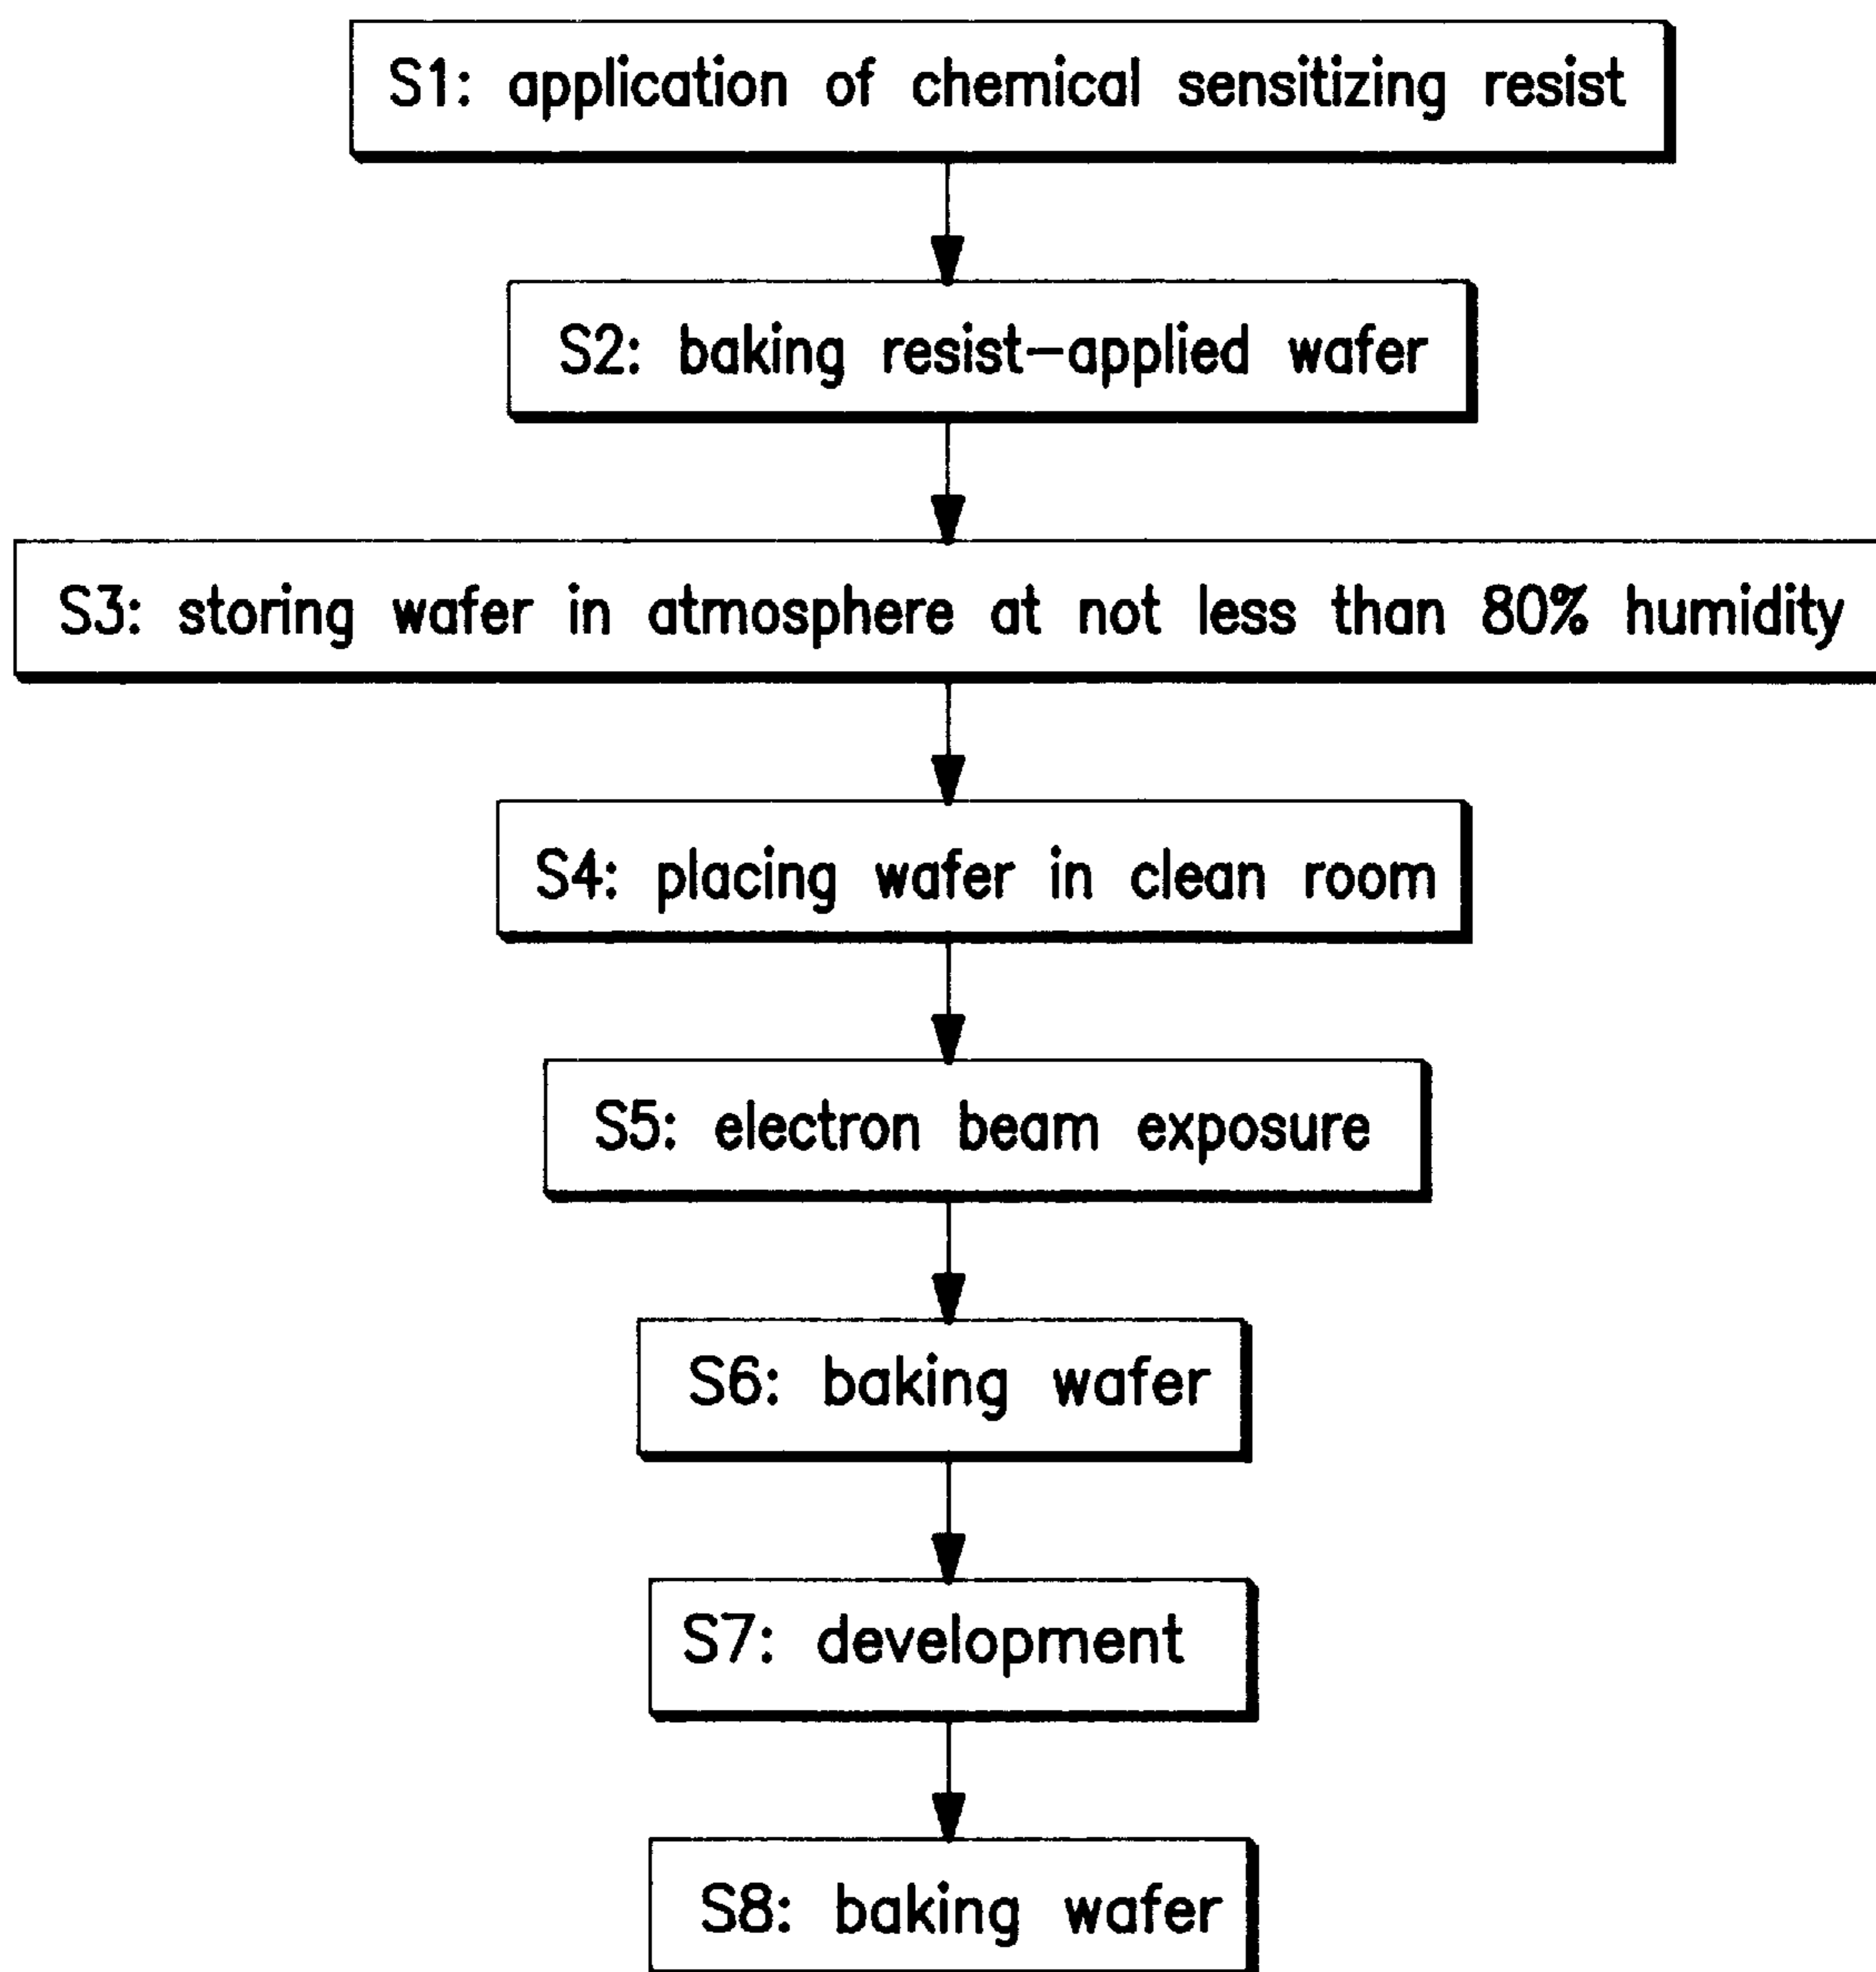 S1: application of chemical sensitizing resist
S2: baking resist-applied wafer
S3: storing wafer in atmosphere at not less than 80% humidity
S4: placing wafer in clean room
S5: electron beam exposure
S6: baking wafer
S7: development
S8: baking wafer